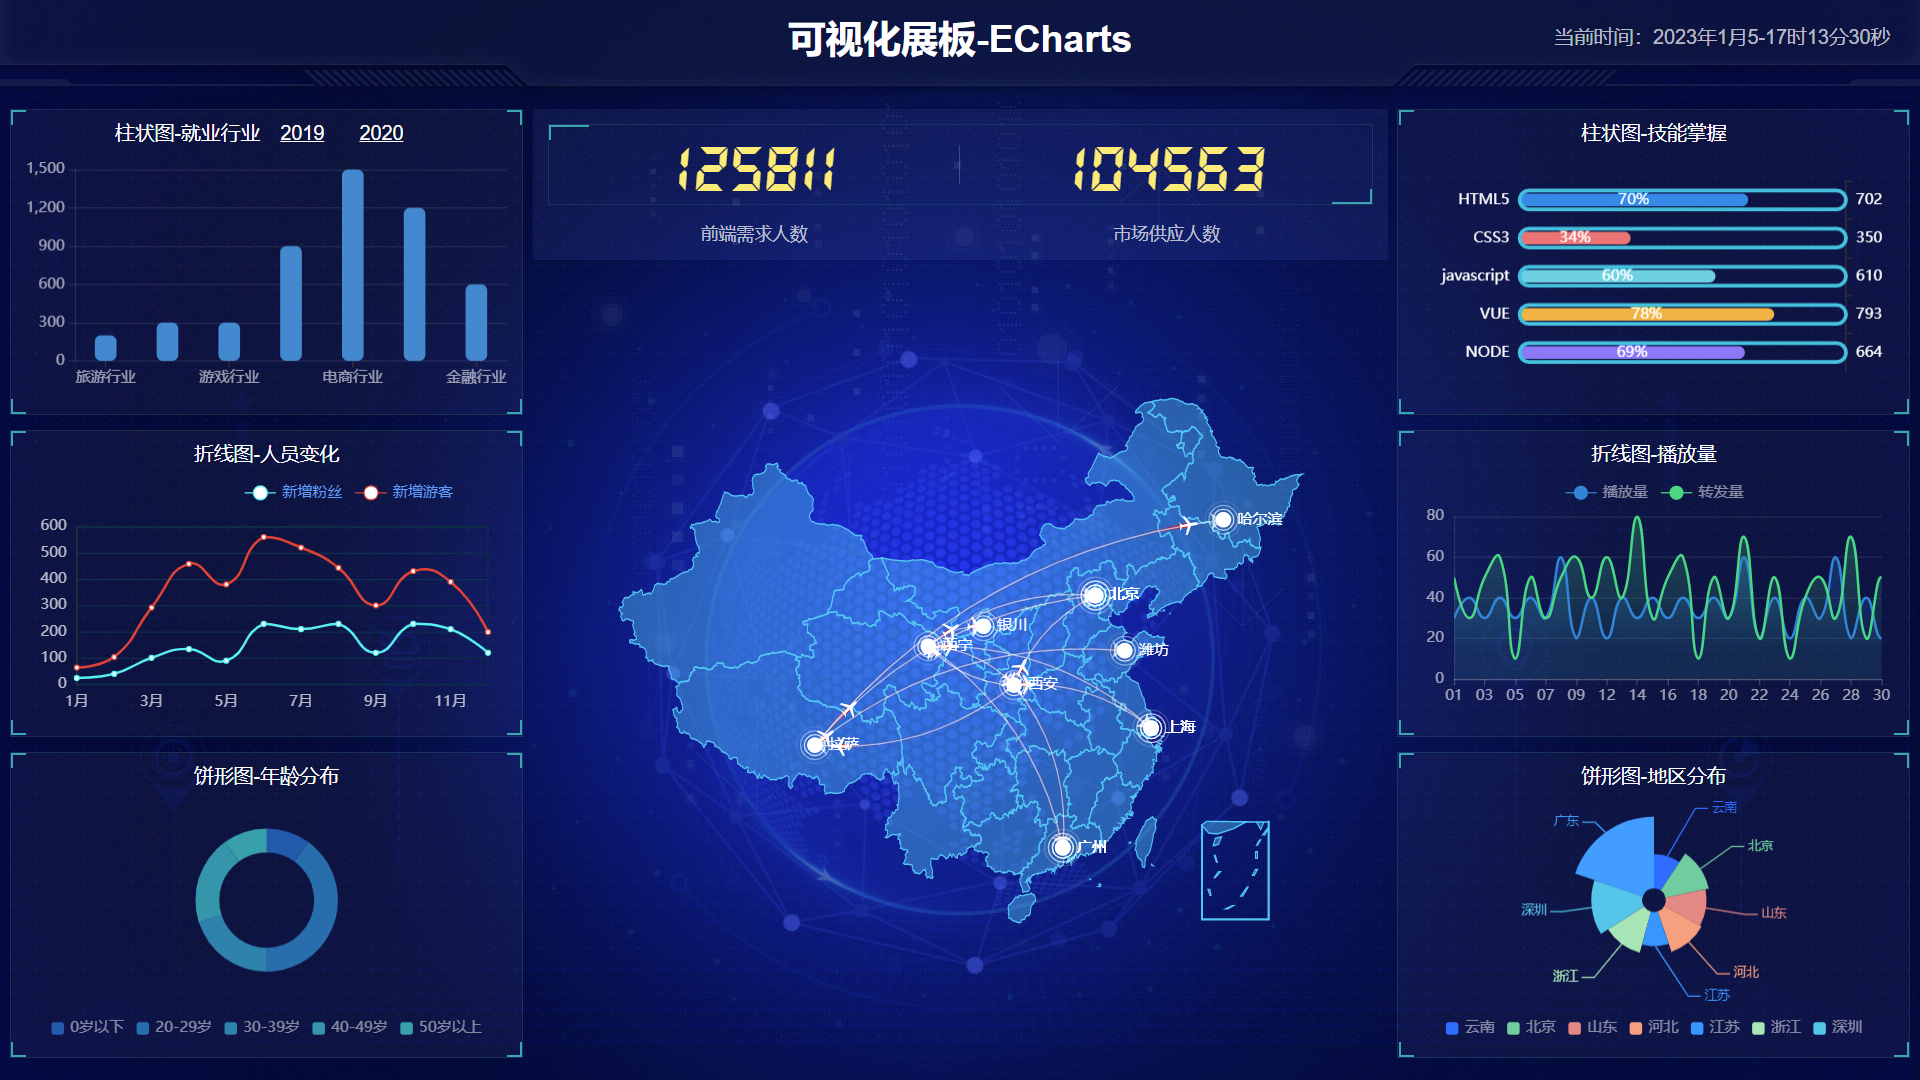 可视化展板-ECharts
当前时间：2023年1月5-17时13分30秒
柱状图-就业行业 2019 2020
1,500
1,200
900
600
300
0
旅游行业 游戏行业 电商行业 金融行业
折线图-人员变化
新增粉丝 新增游客
600
500
400
300
200
100
0
1月 3月 5月 7月 9月 11月
饼形图-年龄分布
0岁以下 20-29岁 30-39岁 40-49岁 50岁以上
125811 104563
前端需求人数 市场供应人数
哈尔滨
北京
银川
西宁
潍坊
西安
上海
拉萨
广州
柱状图-技能掌握
HTML5 70% 702
CSS3 34% 350
javascript 60% 610
VUE 78% 793
NODE 69% 664
折线图-播放量
播放量 转发量
80
60
40
20
0
01 03 05 07 09 12 14 16 18 20 22 24 26 28 30
饼形图-地区分布
云南
广东
北京
深圳
山东
浙江
河北
江苏
云南 北京 山东 河北 江苏 浙江 深圳